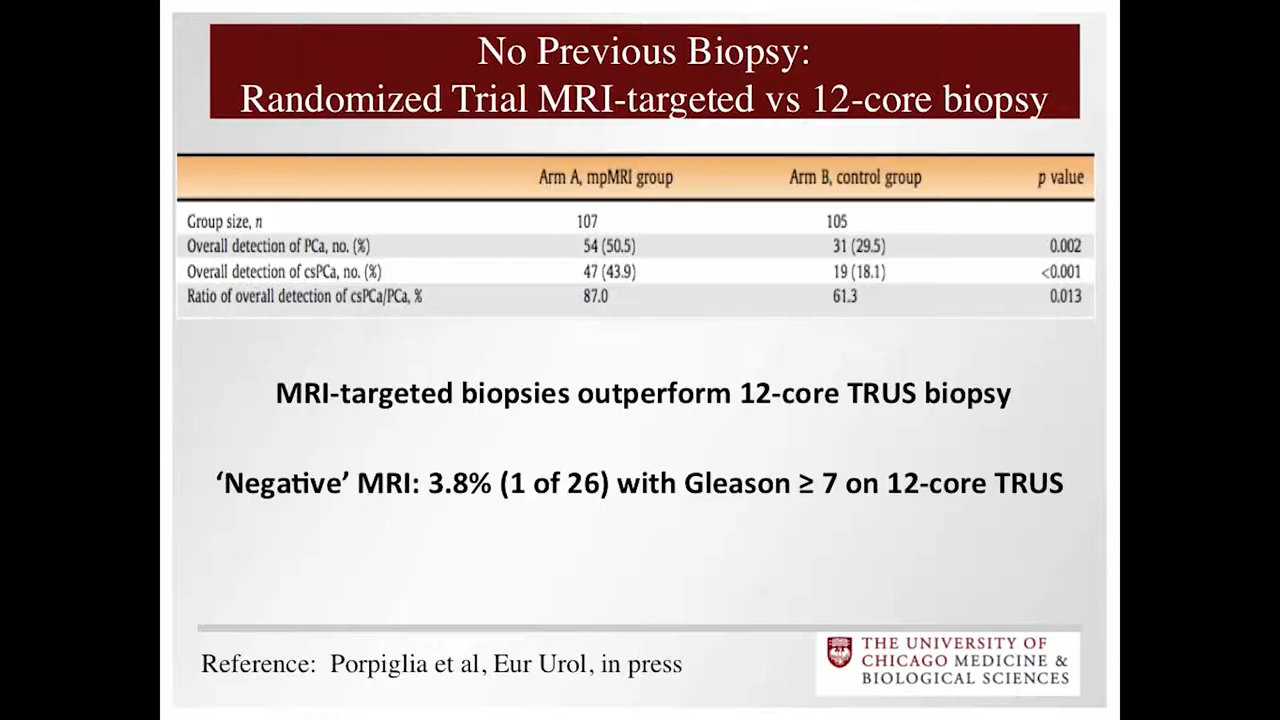 No Previous Biopsy:
Randomized Trial MRI-targeted vs 12-core biopsy
Arm A, mpMRI group Arm B, control group p value
Group size, n 107 105
Overall detection of PCa, no. (%) 54 (50.5) 31 (29.5) 0.002
Overall detection of csPCa, no. (%) 47 (43.9) 19 (18.1) <0.001
Ratio of overall detection of csPCa/PCa, % 87.0 61.3 0.013
MRI-targeted biopsies outperform 12-core TRUS biopsy
‘Negative’ MRI: 3.8% (1 of 26) with Gleason ≥ 7 on 12-core TRUS
Reference: Porpiglia et al, Eur Urol, in press
THE UNIVERSITY OF
CHICAGO MEDICINE &
BIOLOGICAL SCIENCES